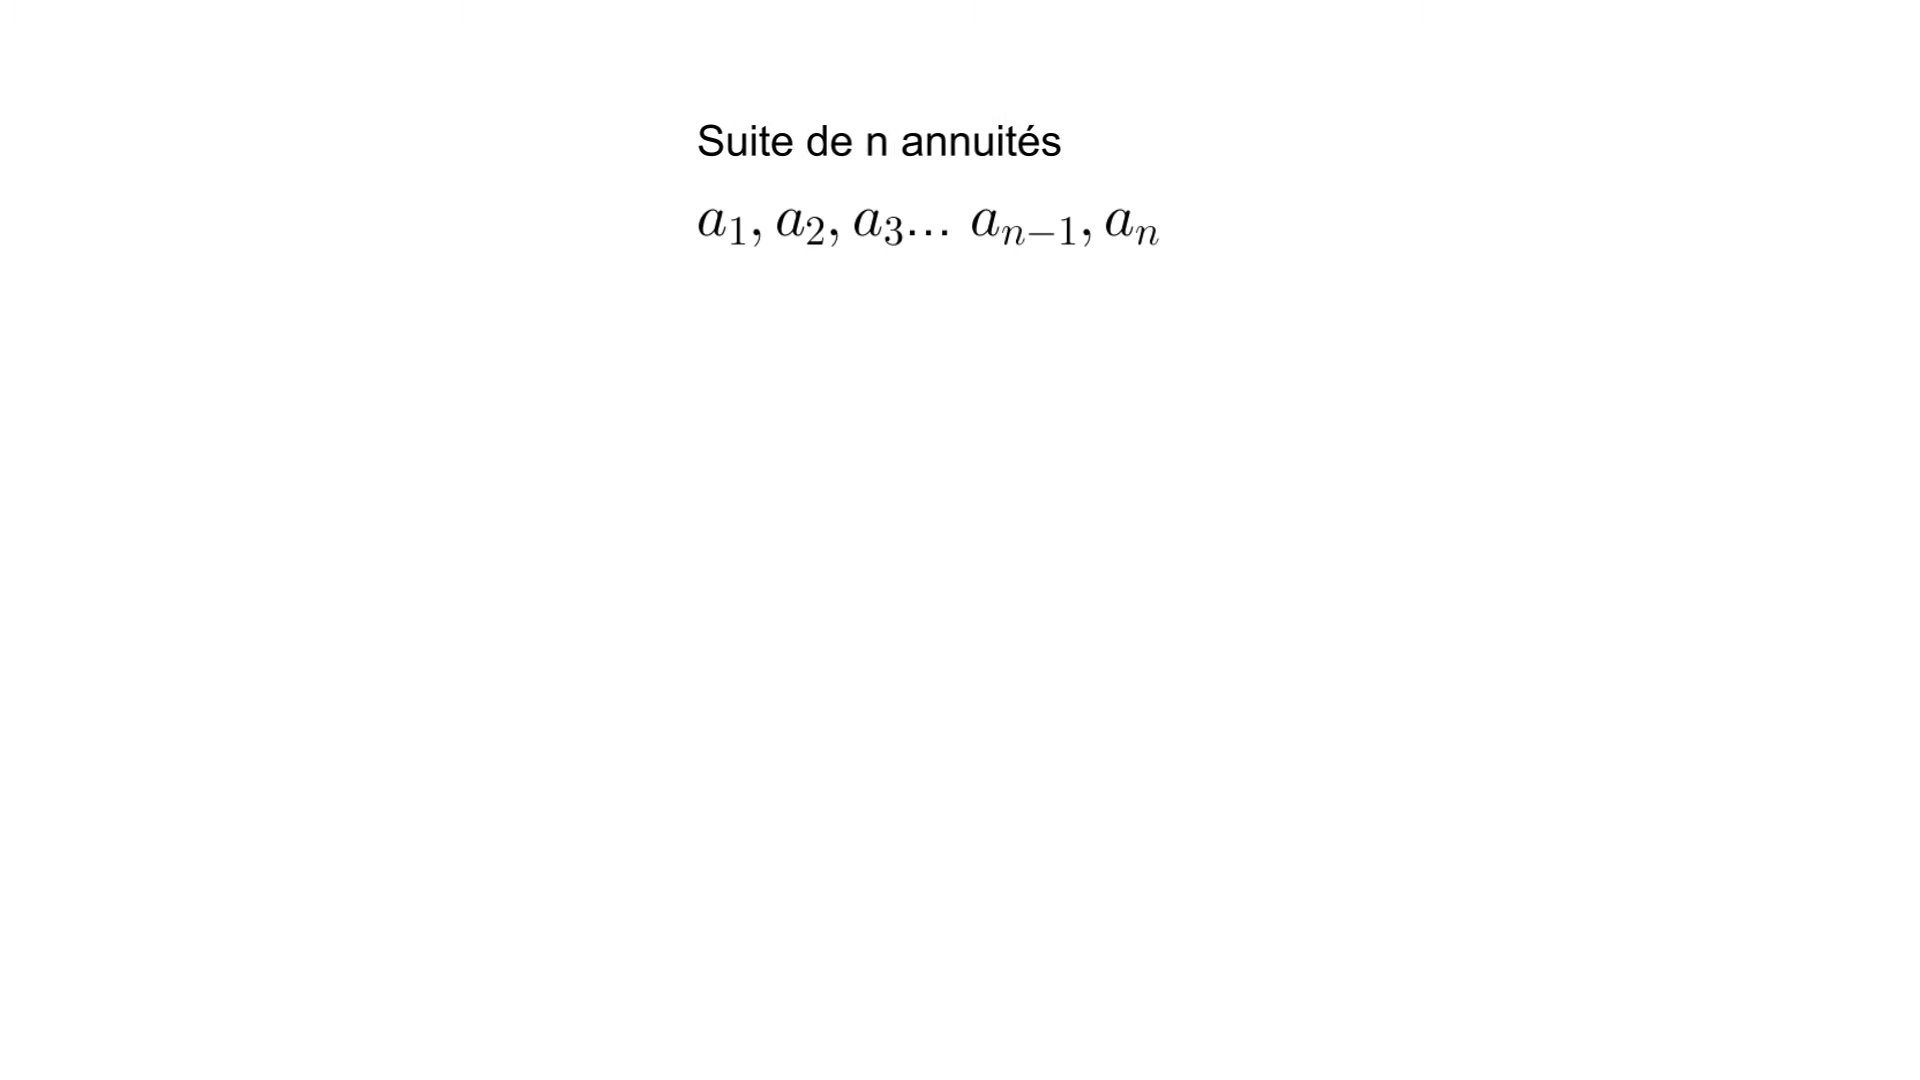 Suite de n annuités
a₁, a₂, a₃... aₙ₋₁, aₙ